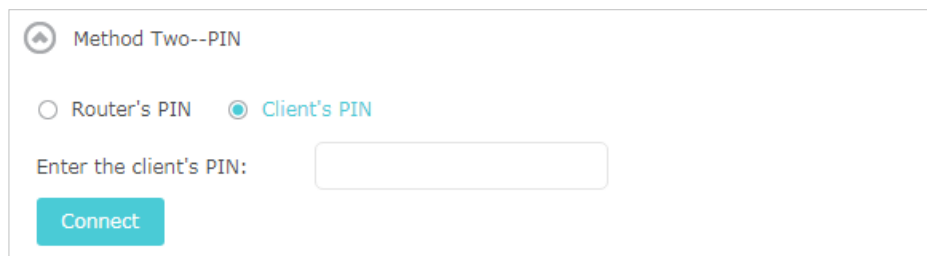 Method Two--PIN
Router's PIN Client's PIN
Enter the client's PIN:
Connect